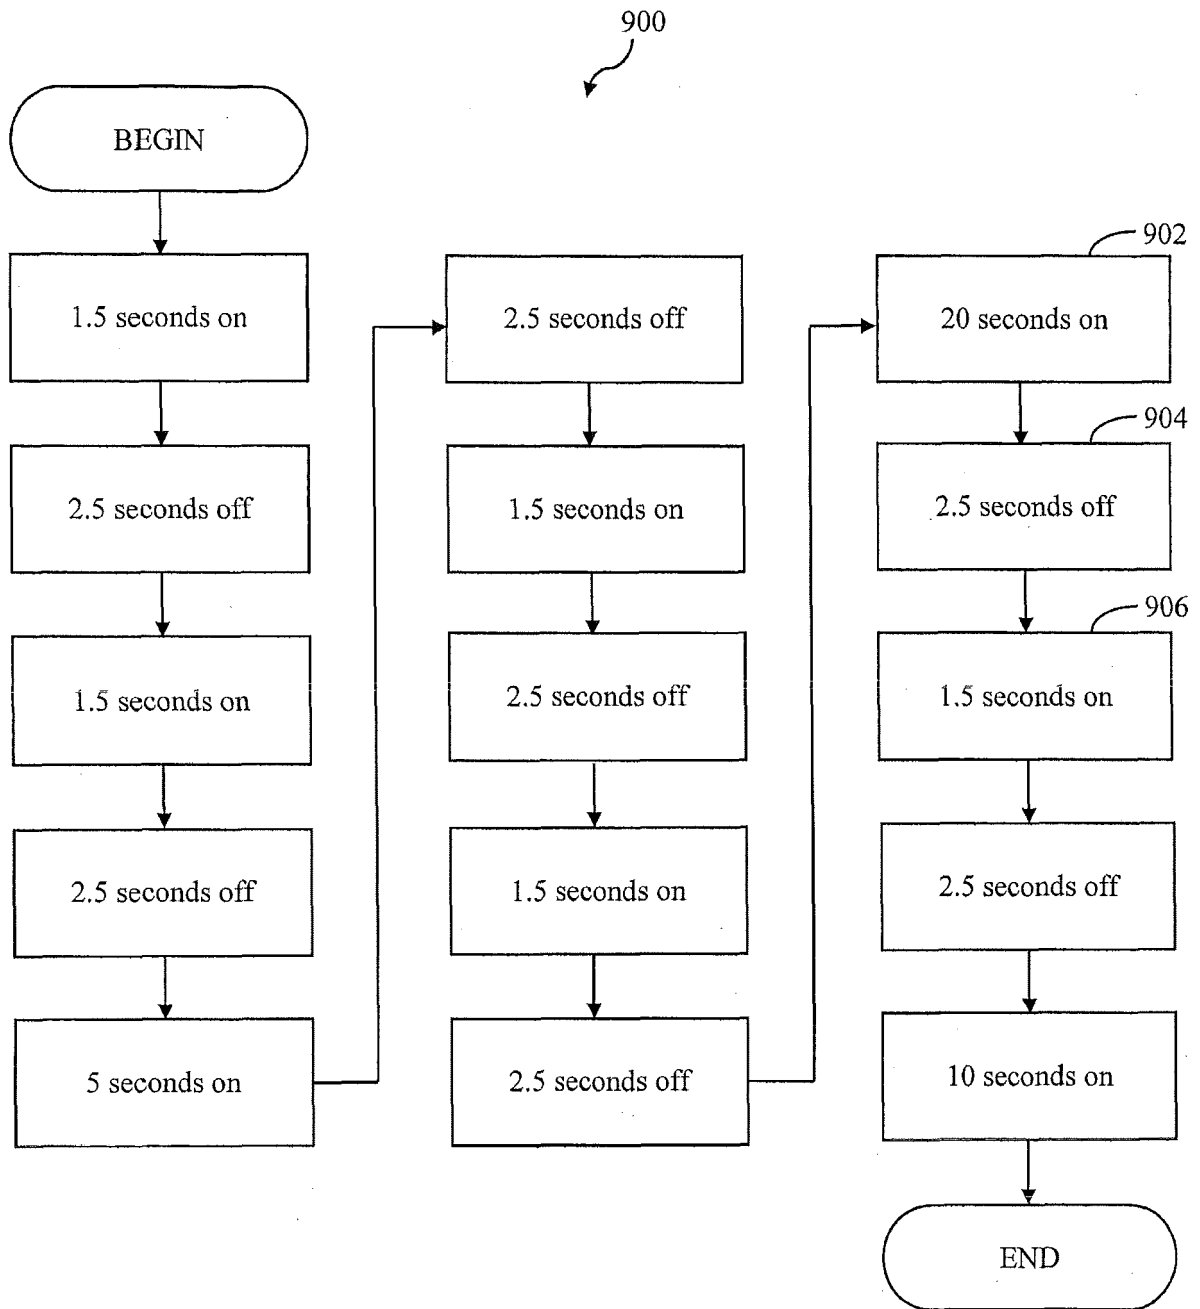 900
BEGIN
1.5 seconds on
2.5 seconds off
1.5 seconds on
2.5 seconds off
5 seconds on
2.5 seconds off
1.5 seconds on
2.5 seconds off
1.5 seconds on
2.5 seconds off
902
20 seconds on
904
2.5 seconds off
906
1.5 seconds on
2.5 seconds off
10 seconds on
END